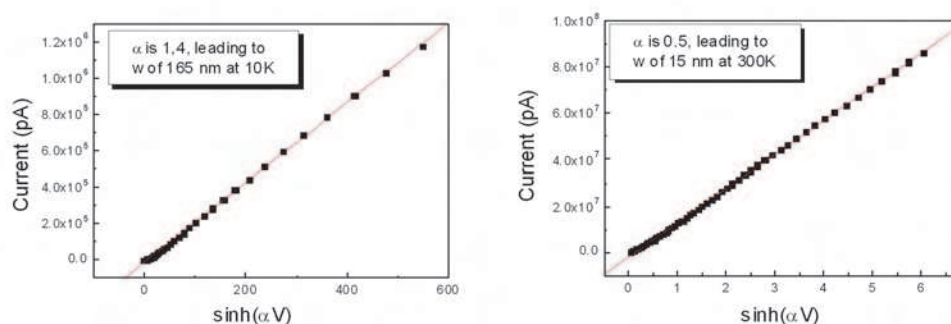 α is 1,4, leading to
w of 165 nm at 10K
1.2x10⁶
1.0x10⁶
8.0x10⁵
6.0x10⁵
4.0x10⁵
2.0x10⁵
0.0
Current (pA)
0 200 400 600
sinh(αV)
α is 0.5, leading to
w of 15 nm at 300K
1.0x10⁸
8.0x10⁷
6.0x10⁷
4.0x10⁷
2.0x10⁷
0.0
Current (pA)
0 1 2 3 4 5 6
sinh(αV)